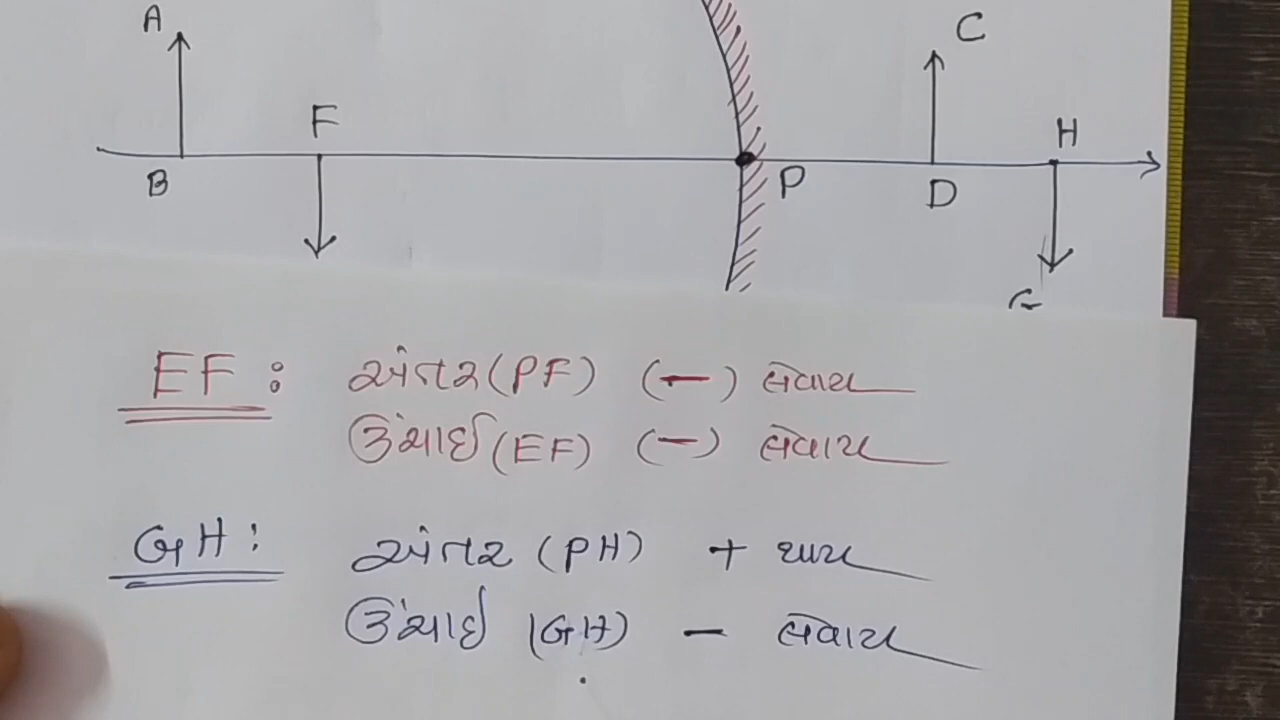 A
C
F
H
B
P
D
G
EF: અંતર (PF) (-) લેવાય
ઊંચાઈ (EF) (-) લેવાય
GH: અંતર (PH) + થાય
ઊંચાઈ (GH) - લેવાય